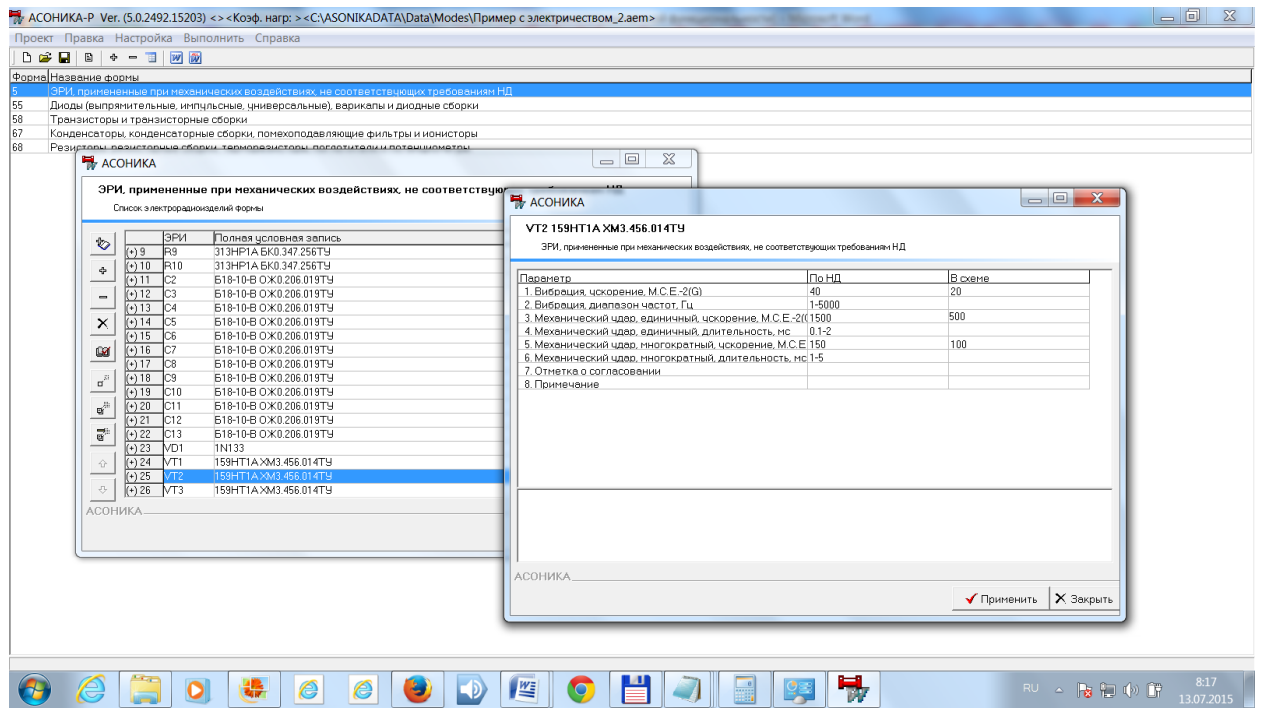 АСОНИКА-Р Ver. (5.0.2492.15203) <> <Коэф. нагр: > <C:\ASONIKADATA\Data\Modes\Пример с электричеством_2.aem>
Проект Правка Настройка Выполнить Справка
Форма Название формы
5 ЭРИ, примененные при механических воздействиях, не соответствующих требованиям НД
55 Диоды (выпрямительные, импульсные, универсальные), варикапы и диодные сборки
58 Транзисторы и транзисторные сборки
67 Конденсаторы, конденсаторные сборки, помехоподавляющие фильтры и ионисторы
68 Резисторы, резисторные сборки, терморезисторы, поглотители и потенциометры
АСОНИКА
ЭРИ, примененные при механических воздействиях, не соответствую
Список электрорадиоизделий формы
ЭРИ Полная условная запись
(+) 9 R9 313НР1А БК0.347.256ТУ
(+) 10 R10 313НР1А БК0.347.256ТУ
(+) 11 C2 Б18-10-В ОЖ0.206.019ТУ
(+) 12 C3 Б18-10-В ОЖ0.206.019ТУ
(+) 13 C4 Б18-10-В ОЖ0.206.019ТУ
(+) 14 C5 Б18-10-В ОЖ0.206.019ТУ
(+) 15 C6 Б18-10-В ОЖ0.206.019ТУ
(+) 16 C7 Б18-10-В ОЖ0.206.019ТУ
(+) 17 C8 Б18-10-В ОЖ0.206.019ТУ
(+) 18 C9 Б18-10-В ОЖ0.206.019ТУ
(+) 19 C10 Б18-10-В ОЖ0.206.019ТУ
(+) 20 C11 Б18-10-В ОЖ0.206.019ТУ
(+) 21 C12 Б18-10-В ОЖ0.206.019ТУ
(+) 22 C13 Б18-10-В ОЖ0.206.019ТУ
(+) 23 VD1 1N133
(+) 24 VT1 159НТ1А ХМ3.456.014ТУ
(+) 25 VT2 159НТ1А ХМ3.456.014ТУ
(+) 26 VT3 159НТ1А ХМ3.456.014ТУ
АСОНИКА
АСОНИКА
VT2 159НТ1А ХМ3.456.014ТУ
ЭРИ, примененные при механических воздействиях, не соответствующих требованиям НД
Параметр По НД В схеме
1. Вибрация, ускорение, М.С.Е.-2(G) 40 20
2. Вибрация, диапазон частот, Гц 1-5000
3. Механический удар, единичный, ускорение, М.С.Е.-2(( 1500 500
4. Механический удар, единичный, длительность, мс 0.1-2
5. Механический удар, многократный, ускорение, М.С.Е 150 100
6. Механический удар, многократный, длительность, мс 1-5
7. Отметка о согласовании
8. Примечание
АСОНИКА
Применить Закрыть
RU
8:17
13.07.2015